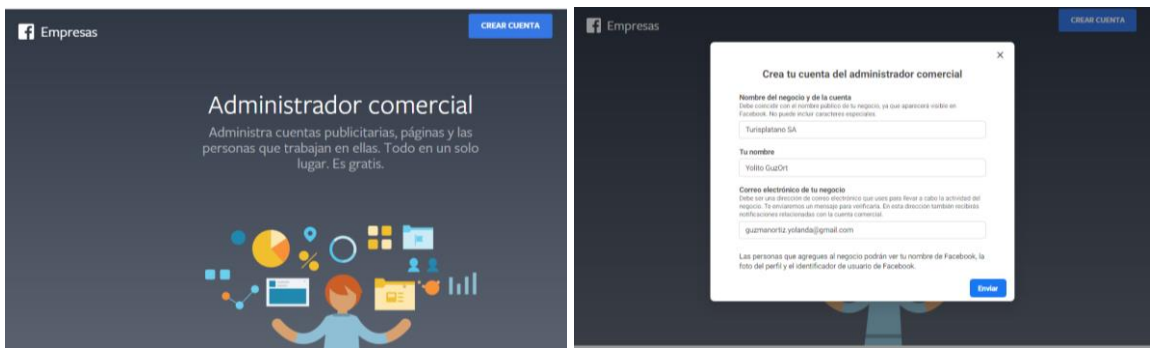 Empresas
CREAR CUENTA
Administrador comercial
Administra cuentas publicitarias, páginas y las
personas que trabajan en ellas. Todo en un solo
lugar. Es gratis.
Empresas
CREAR CUENTA
Crea tu cuenta del administrador comercial
Nombre del negocio y de la cuenta
Debe coincidir con el nombre público de tu negocio, ya que aparecerá visible en
Facebook. No puede incluir caracteres especiales.
Turisplatano SA
Tu nombre
Yolito GuzOrt
Correo electrónico de tu negocio
Debe ser una dirección de correo electrónico que uses para llevar a cabo la actividad del
negocio. Te enviaremos un mensaje para verificarla. En esta dirección también recibirás
notificaciones relacionadas con la cuenta comercial.
guzmanortiz.yolanda@gmail.com
Las personas que agregues al negocio podrán ver tu nombre de Facebook, la
foto del perfil y el identificador de usuario de Facebook.
Enviar